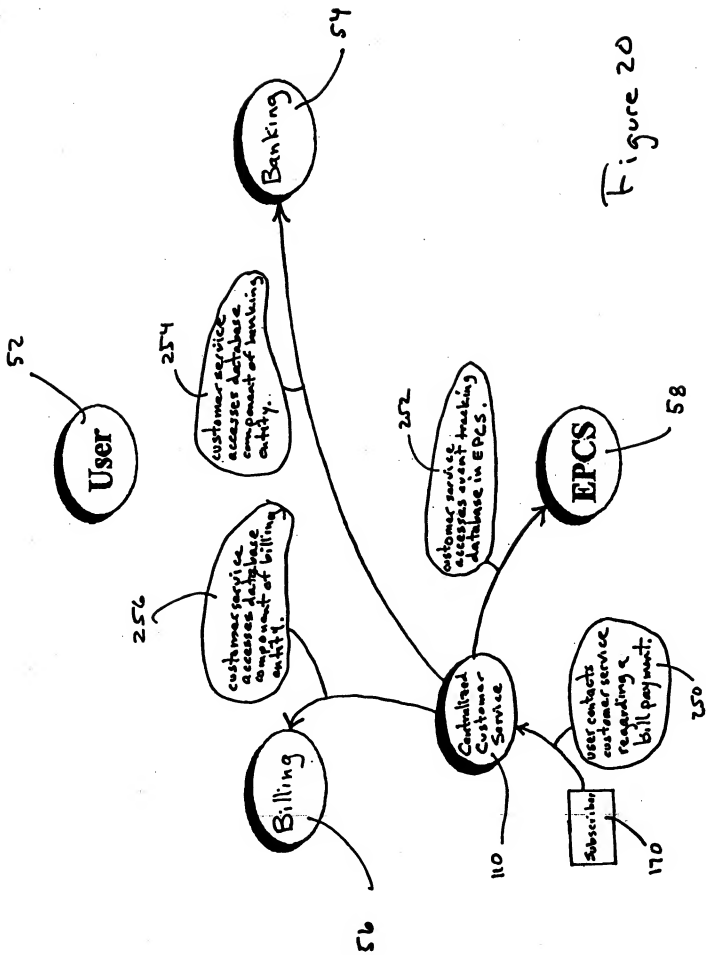 52
User
54
Banking
254
customer service
accesses database
component of banking
entity.
256
customer service
accesses database
component of billing
entity.
Billing
56
252
customer service
accesses event tracking
database in EPCS.
EPCS
58
Centralized
Customer
Service
110
user contacts
customer service
regarding a
bill payment.
250
Subscriber
170
Figure 20